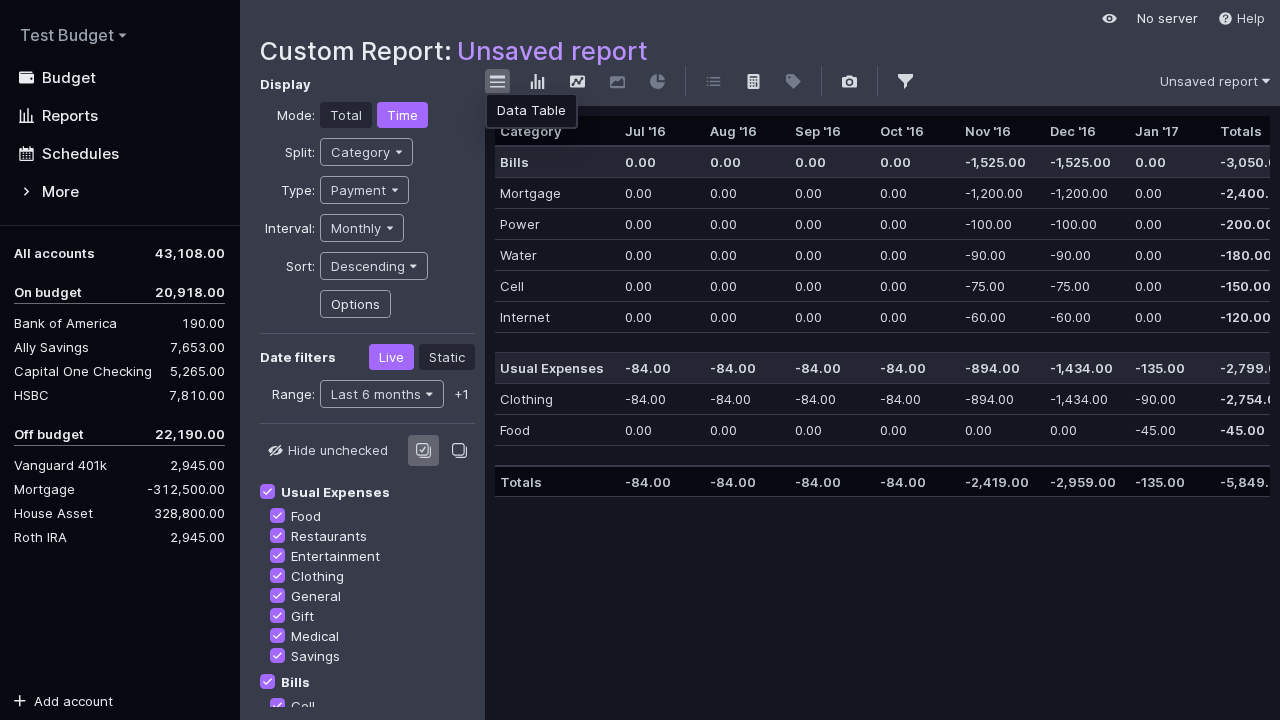 Test Budget
Budget
Reports
Schedules
More
All accounts 43,108.00
On budget 20,918.00
Bank of America 190.00
Ally Savings 7,653.00
Capital One Checking 5,265.00
HSBC 7,810.00
Off budget 22,190.00
Vanguard 401k 2,945.00
Mortgage -312,500.00
House Asset 328,800.00
Roth IRA 2,945.00
Add account
No server Help
Custom Report: Unsaved report
Unsaved report
Data Table
Display
Mode: Total Time
Split: Category
Type: Payment
Interval: Monthly
Sort: Descending
Options
Date filters Live Static
Range: Last 6 months +1
Hide unchecked
Usual Expenses
Food
Restaurants
Entertainment
Clothing
General
Gift
Medical
Savings
Bills
Cell
Category Jul '16 Aug '16 Sep '16 Oct '16 Nov '16 Dec '16 Jan '17 Totals
Bills 0.00 0.00 0.00 0.00 -1,525.00 -1,525.00 0.00 -3,050.
Mortgage 0.00 0.00 0.00 0.00 -1,200.00 -1,200.00 0.00 -2,400.
Power 0.00 0.00 0.00 0.00 -100.00 -100.00 0.00 -200.00
Water 0.00 0.00 0.00 0.00 -90.00 -90.00 0.00 -180.00
Cell 0.00 0.00 0.00 0.00 -75.00 -75.00 0.00 -150.00
Internet 0.00 0.00 0.00 0.00 -60.00 -60.00 0.00 -120.00
Usual Expenses -84.00 -84.00 -84.00 -84.00 -894.00 -1,434.00 -135.00 -2,799.
Clothing -84.00 -84.00 -84.00 -84.00 -894.00 -1,434.00 -90.00 -2,754.
Food 0.00 0.00 0.00 0.00 0.00 0.00 -45.00 -45.00
Totals -84.00 -84.00 -84.00 -84.00 -2,419.00 -2,959.00 -135.00 -5,849.